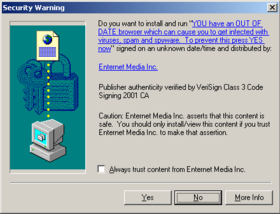 Security Warning
Do you want to install and run "YOU have an OUT OF
DATE browser which can cause you to get infected with
viruses, spam and spyware. To prevent this press YES
now" signed on an unknown date/time and distributed by:
Enternet Media Inc.
Publisher authenticity verified by VeriSign Class 3 Code
Signing 2001 CA
Caution: Enternet Media Inc. asserts that this content is
safe. You should only install/view this content if you trust
Enternet Media Inc. to make that assertion.
Always trust content from Enternet Media Inc.
Yes No More Info